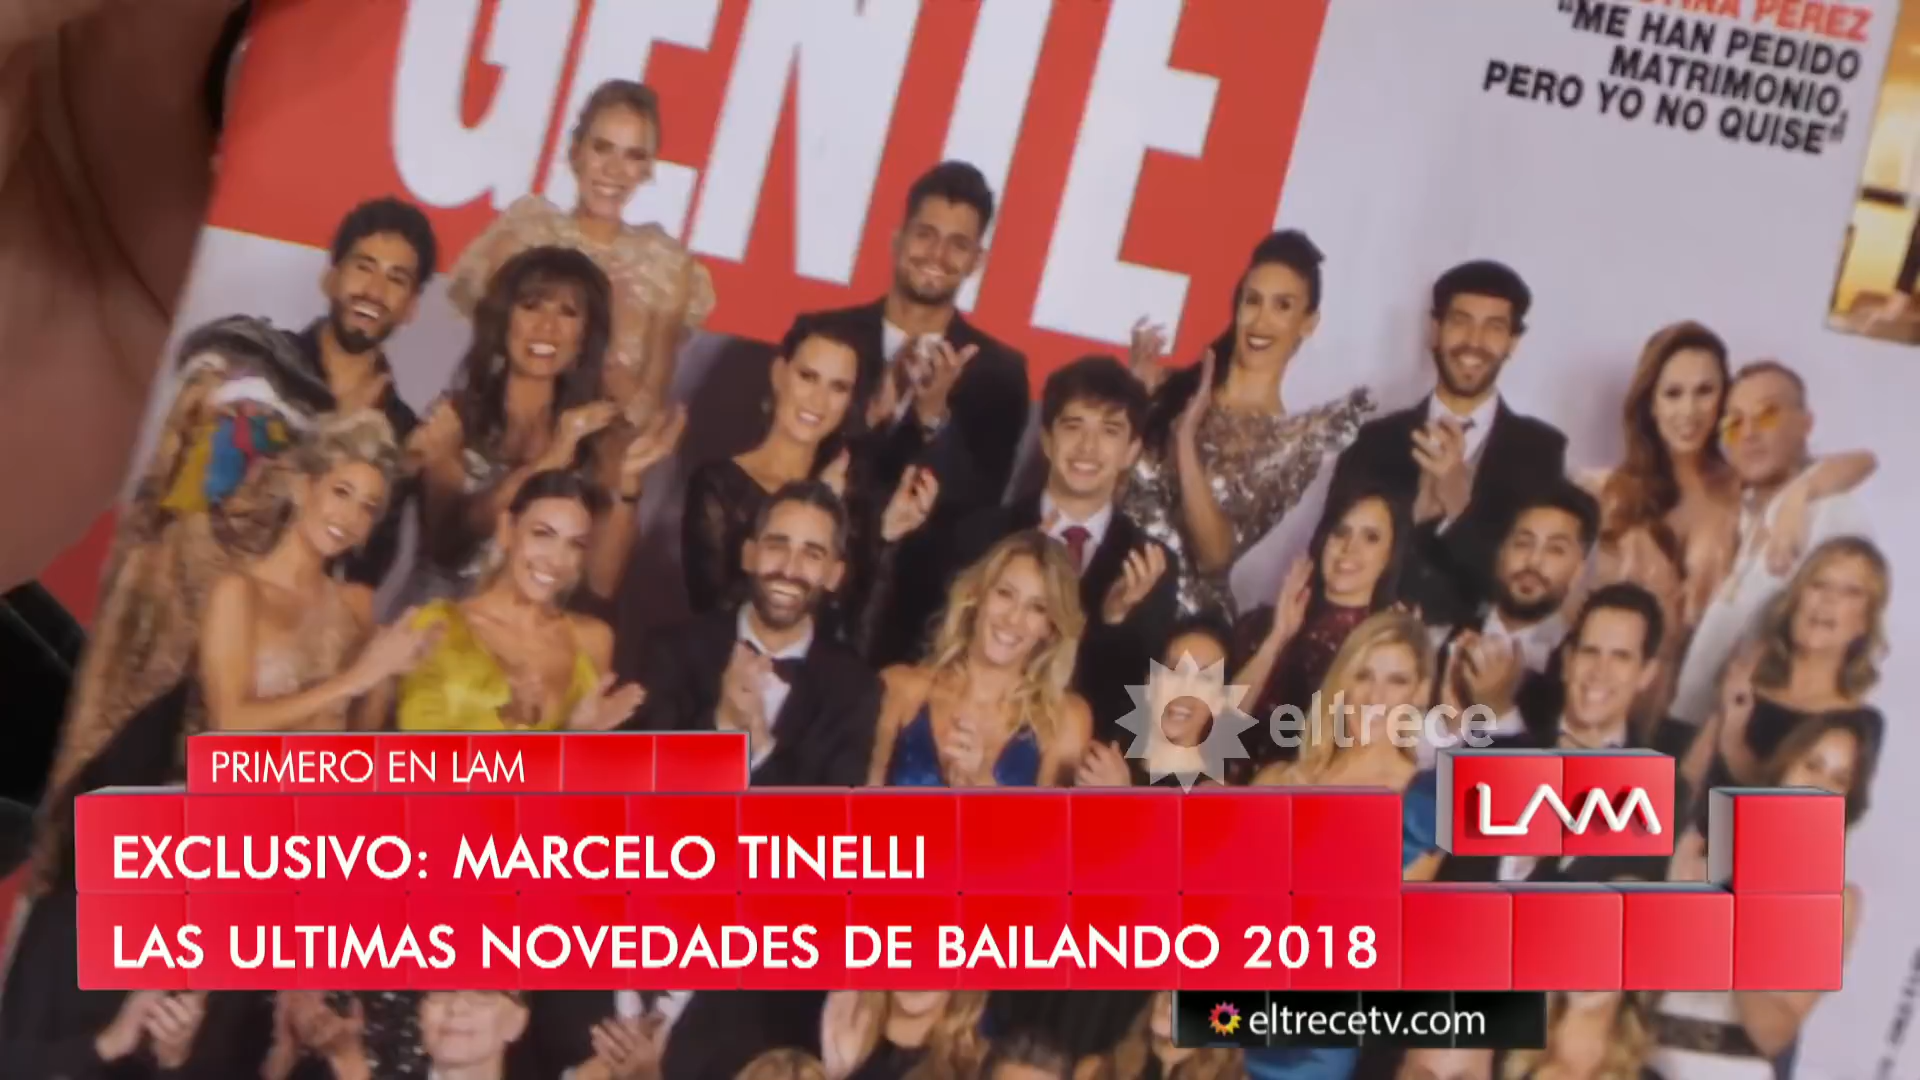 GENTE
PEREZ
"ME HAN PEDIDO
MATRIMONIO,
PERO YO NO QUISE"
eltrece
PRIMERO EN LAM
LAM
EXCLUSIVO: MARCELO TINELLI
LAS ULTIMAS NOVEDADES DE BAILANDO 2018
eltrecetv.com